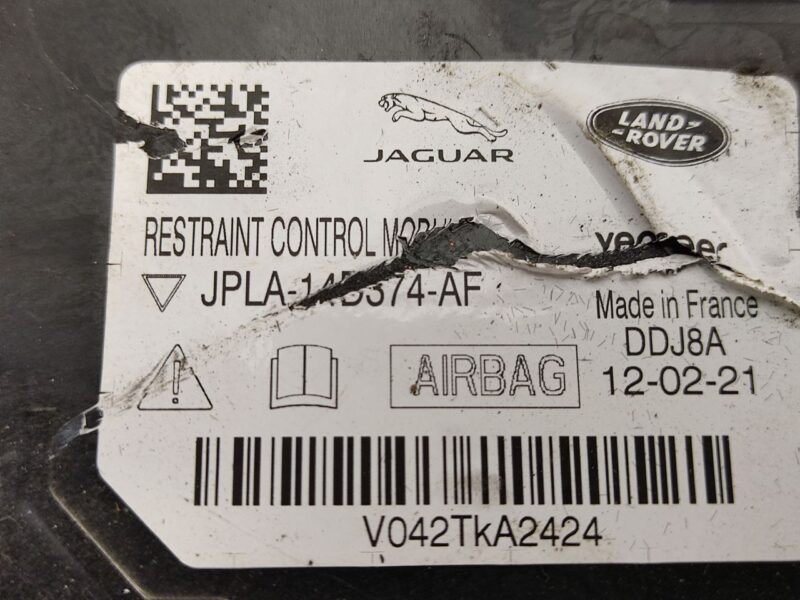 JAGUAR
LAND-
-ROVER
RESTRAINT CONTROL
JPLA-14B374-AF
Made in France
DDJ8A
12-02-21
AIRBAG
V042TkA2424